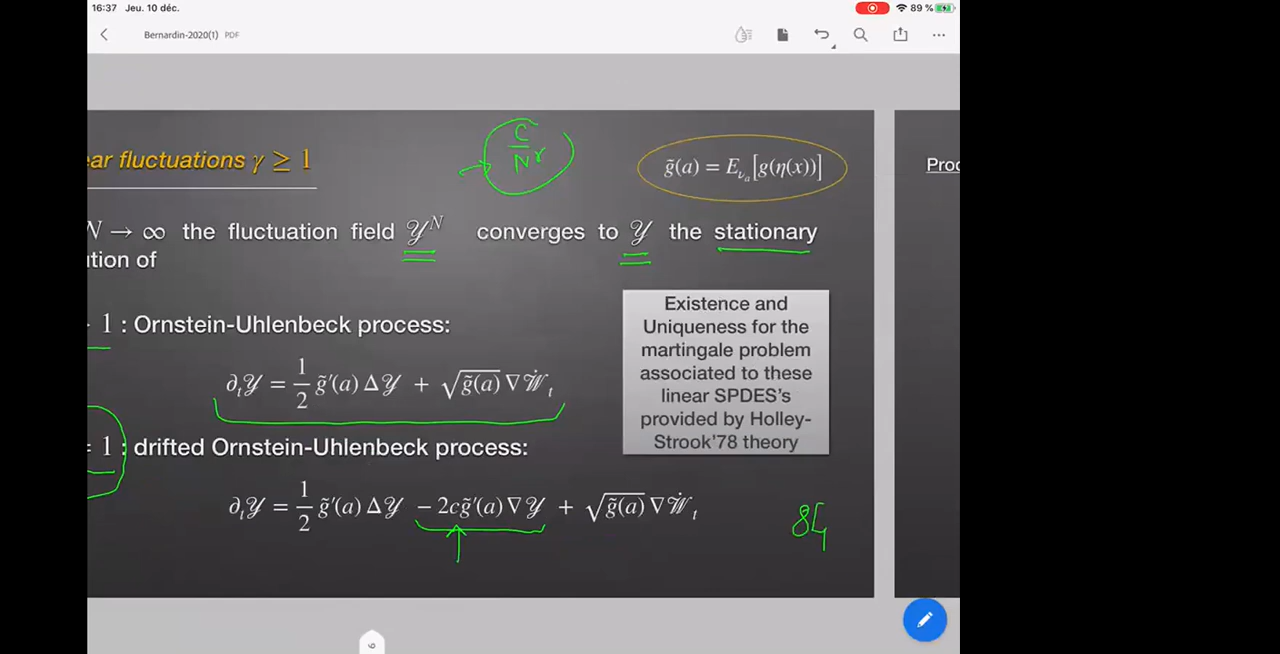 16:37 Jeu. 10 déc. 89 %
Bernardin-2020(1) PDF
ear fluctuations γ ≥ 1
C/N^γ
g̃(a) = E_{ν_a}[g(η(x))]
Proc
N → ∞ the fluctuation field 𝒴^N converges to 𝒴 the stationary
ution of
1 : Ornstein-Uhlenbeck process:
∂_t𝒴 = 1/2 g̃′(a) Δ𝒴 + √g̃(a) ∇𝒲̇_t
= 1 : drifted Ornstein-Uhlenbeck process:
∂_t𝒴 = 1/2 g̃′(a) Δ𝒴 − 2cg̃′(a) ∇𝒴 + √g̃(a) ∇𝒲̇_t
Existence and
Uniqueness for the
martingale problem
associated to these
linear SPDES's
provided by Holley-
Strook'78 theory